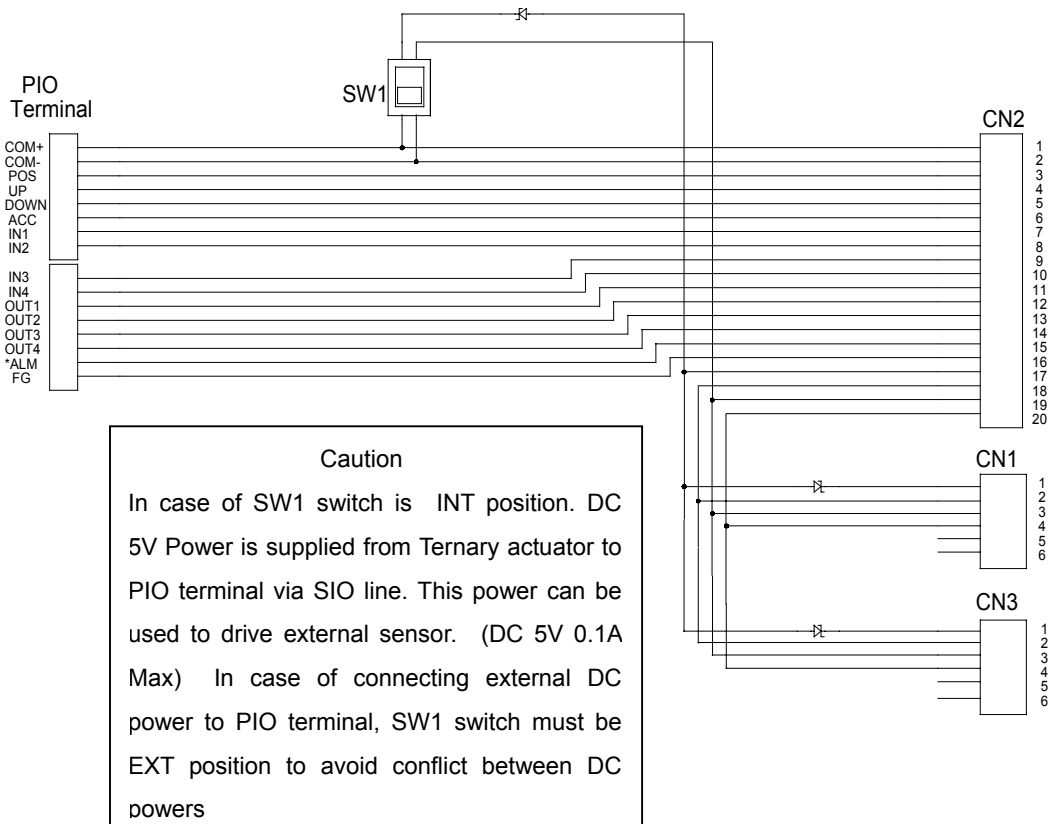 PIO
Terminal
SW1
CN2
COM+
COM-
POS
UP
DOWN
ACC
IN1
IN2
IN3
IN4
OUT1
OUT2
OUT3
OUT4
*ALM
FG
1
2
3
4
5
6
7
8
9
10
11
12
13
14
15
16
17
18
19
20
CN1
1
2
3
4
5
6
CN3
1
2
3
4
5
6
Caution
In case of SW1 switch is INT position. DC
5V Power is supplied from Ternary actuator to
PIO terminal via SIO line. This power can be
used to drive external sensor. (DC 5V 0.1A
Max) In case of connecting external DC
power to PIO terminal, SW1 switch must be
EXT position to avoid conflict between DC
powers